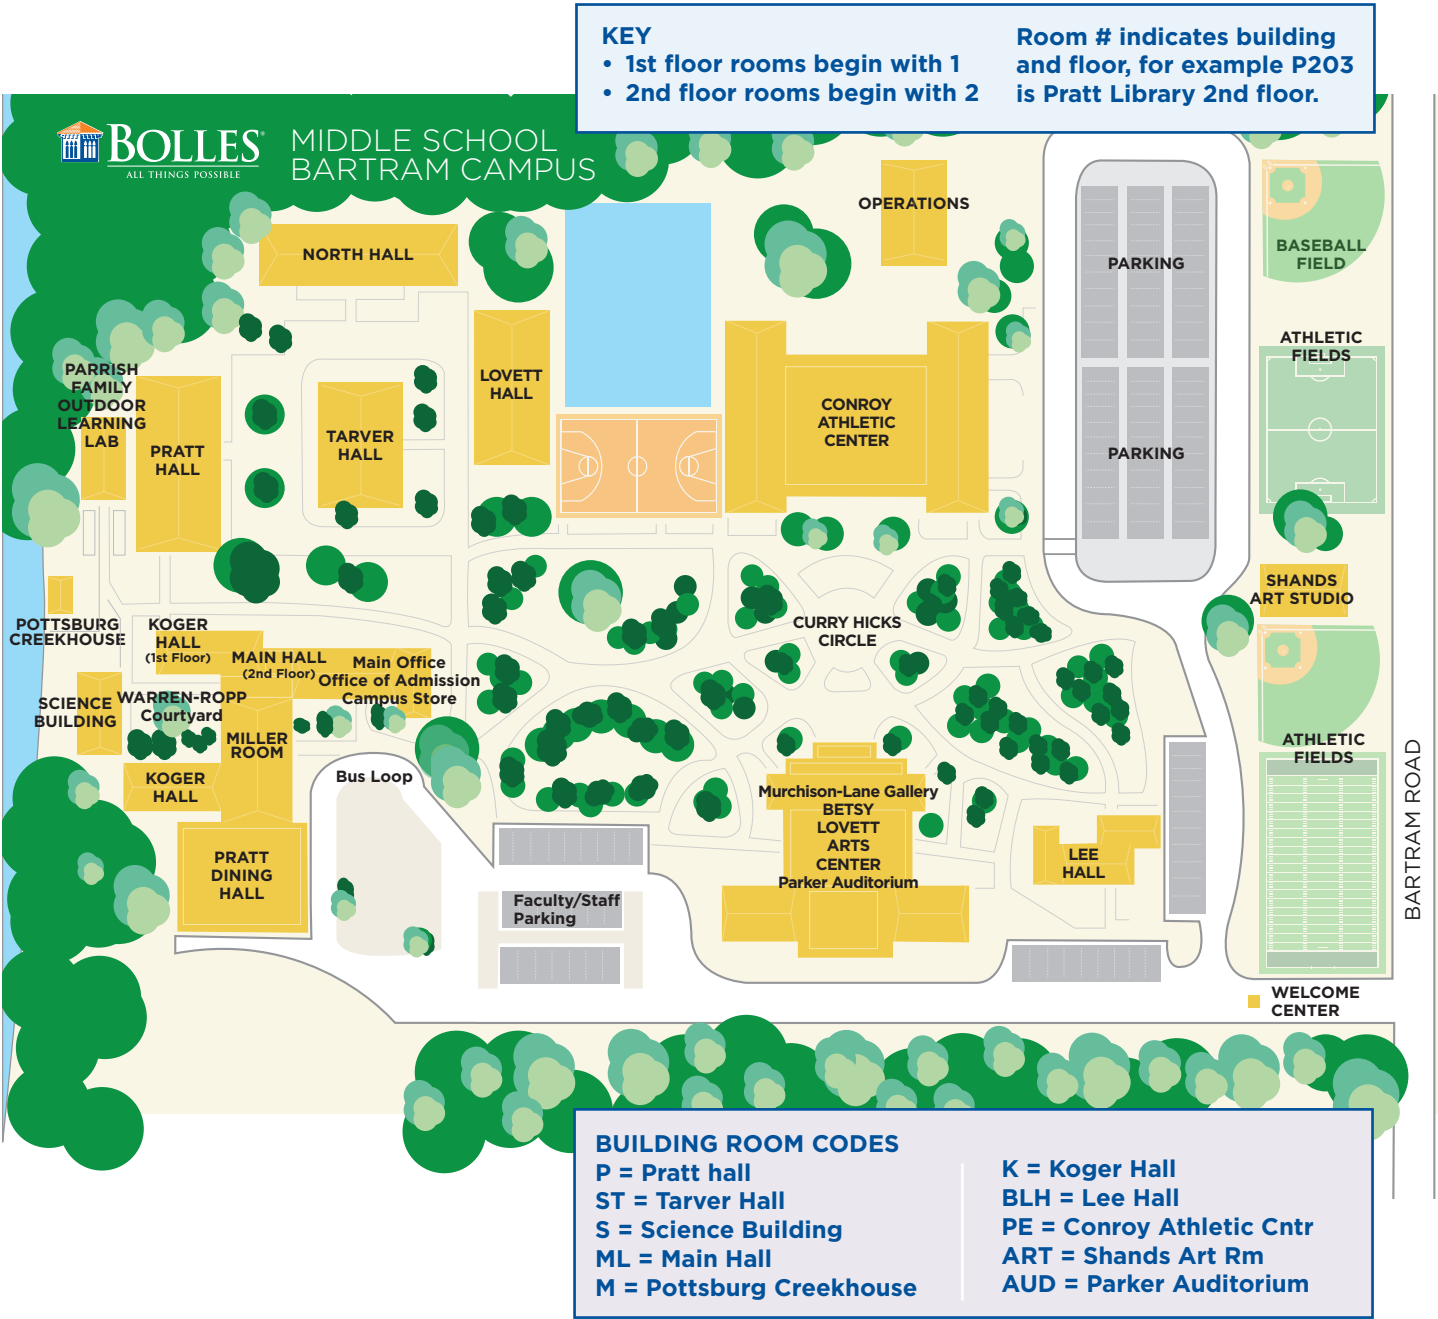 KEY
• 1st floor rooms begin with 1
• 2nd floor rooms begin with 2
Room # indicates building
and floor, for example P203
is Pratt Library 2nd floor.
BOLLES®
ALL THINGS POSSIBLE
MIDDLE SCHOOL
BARTRAM CAMPUS
OPERATIONS
NORTH HALL
PARKING
BASEBALL
FIELD
ATHLETIC
FIELDS
PARRISH
FAMILY
OUTDOOR
LEARNING
LAB
PRATT
HALL
TARVER
HALL
LOVETT
HALL
CONROY
ATHLETIC
CENTER
PARKING
SHANDS
ART STUDIO
POTTSBURG
CREEKHOUSE
KOGER
HALL
(1st Floor)
MAIN HALL
(2nd Floor)
Main Office
Office of Admission
Campus Store
CURRY HICKS
CIRCLE
SCIENCE
BUILDING
WARREN-ROPP
Courtyard
MILLER
ROOM
KOGER
HALL
Bus Loop
ATHLETIC
FIELDS
BARTRAM ROAD
Murchison-Lane Gallery
BETSY
LOVETT
ARTS
CENTER
Parker Auditorium
LEE
HALL
PRATT
DINING
HALL
Faculty/Staff
Parking
WELCOME
CENTER
BUILDING ROOM CODES
P = Pratt hall
ST = Tarver Hall
S = Science Building
ML = Main Hall
M = Pottsburg Creekhouse
K = Koger Hall
BLH = Lee Hall
PE = Conroy Athletic Cntr
ART = Shands Art Rm
AUD = Parker Auditorium